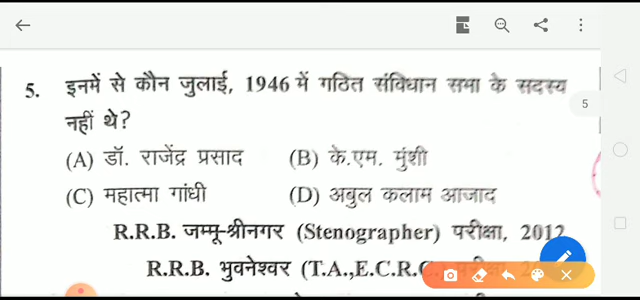 5. इनमें से कौन जुलाई, 1946 में गठित संविधान सभा के सदस्य
नहीं थे?
5
(A) डॉ. राजेंद्र प्रसाद (B) के.एम. मुंशी
(C) महात्मा गांधी (D) अबुल कलाम आजाद
R.R.B. जम्मू-श्रीनगर (Stenographer) परीक्षा, 2012
R.R.B. भुवनेश्वर (T.A.,E.C.R.C.)